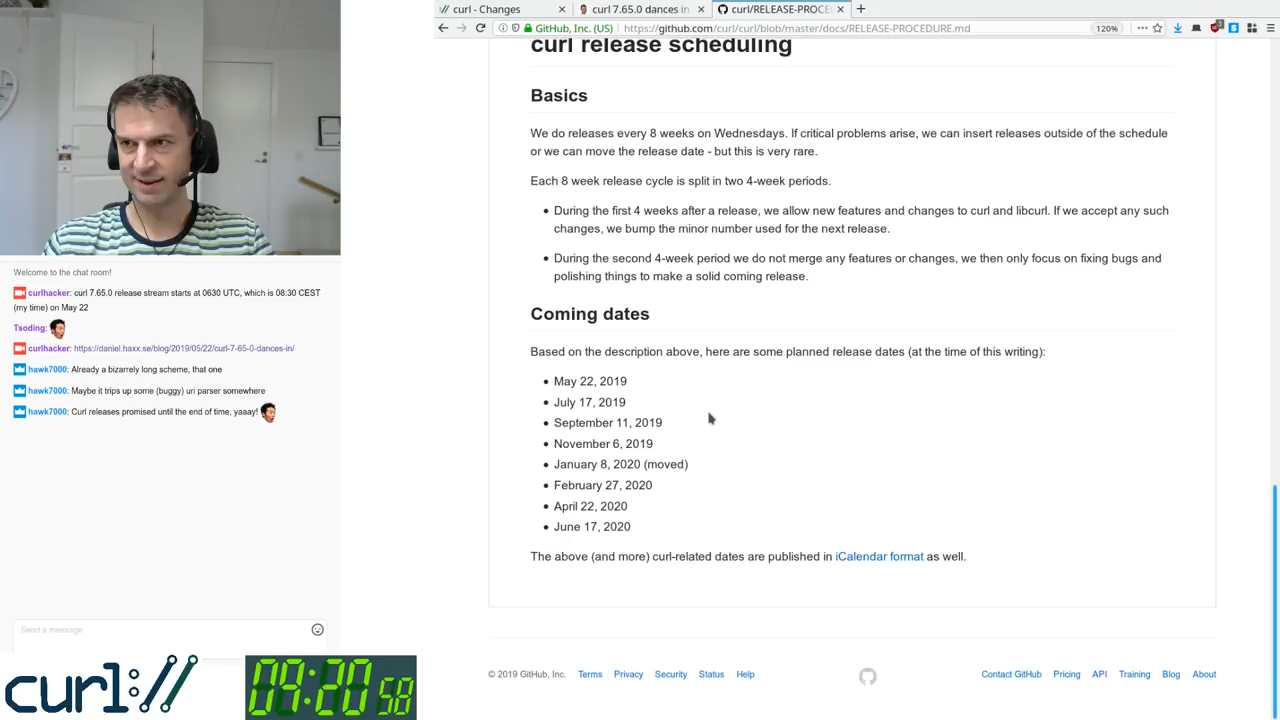 curl - Changes
curl 7.65.0 dances in
curl/RELEASE-PROCE
GitHub, Inc. (US)
https://github.com/curl/curl/blob/master/docs/RELEASE-PROCEDURE.md
120%
3
curl release scheduling
Basics
We do releases every 8 weeks on Wednesdays. If critical problems arise, we can insert releases outside of the schedule
or we can move the release date - but this is very rare.
Each 8 week release cycle is split in two 4-week periods.
• During the first 4 weeks after a release, we allow new features and changes to curl and libcurl. If we accept any such
changes, we bump the minor number used for the next release.
• During the second 4-week period we do not merge any features or changes, we then only focus on fixing bugs and
polishing things to make a solid coming release.
Coming dates
Based on the description above, here are some planned release dates (at the time of this writing):
• May 22, 2019
• July 17, 2019
• September 11, 2019
• November 6, 2019
• January 8, 2020 (moved)
• February 27, 2020
• April 22, 2020
• June 17, 2020
The above (and more) curl-related dates are published in iCalendar format as well.
© 2019 GitHub, Inc. Terms Privacy Security Status Help
Contact GitHub Pricing API Training Blog About
Welcome to the chat room!
curlhacker: curl 7.65.0 release stream starts at 0630 UTC, which is 08:30 CEST
(my time) on May 22
Tsoding:
curlhacker: https://daniel.haxx.se/blog/2019/05/22/curl-7-65-0-dances-in/
hawk7000: Already a bizarrely long scheme, that one
hawk7000: Maybe it trips up some (buggy) uri parser somewhere
hawk7000: Curl releases promised until the end of time, yaaay!
Send a message
curl://